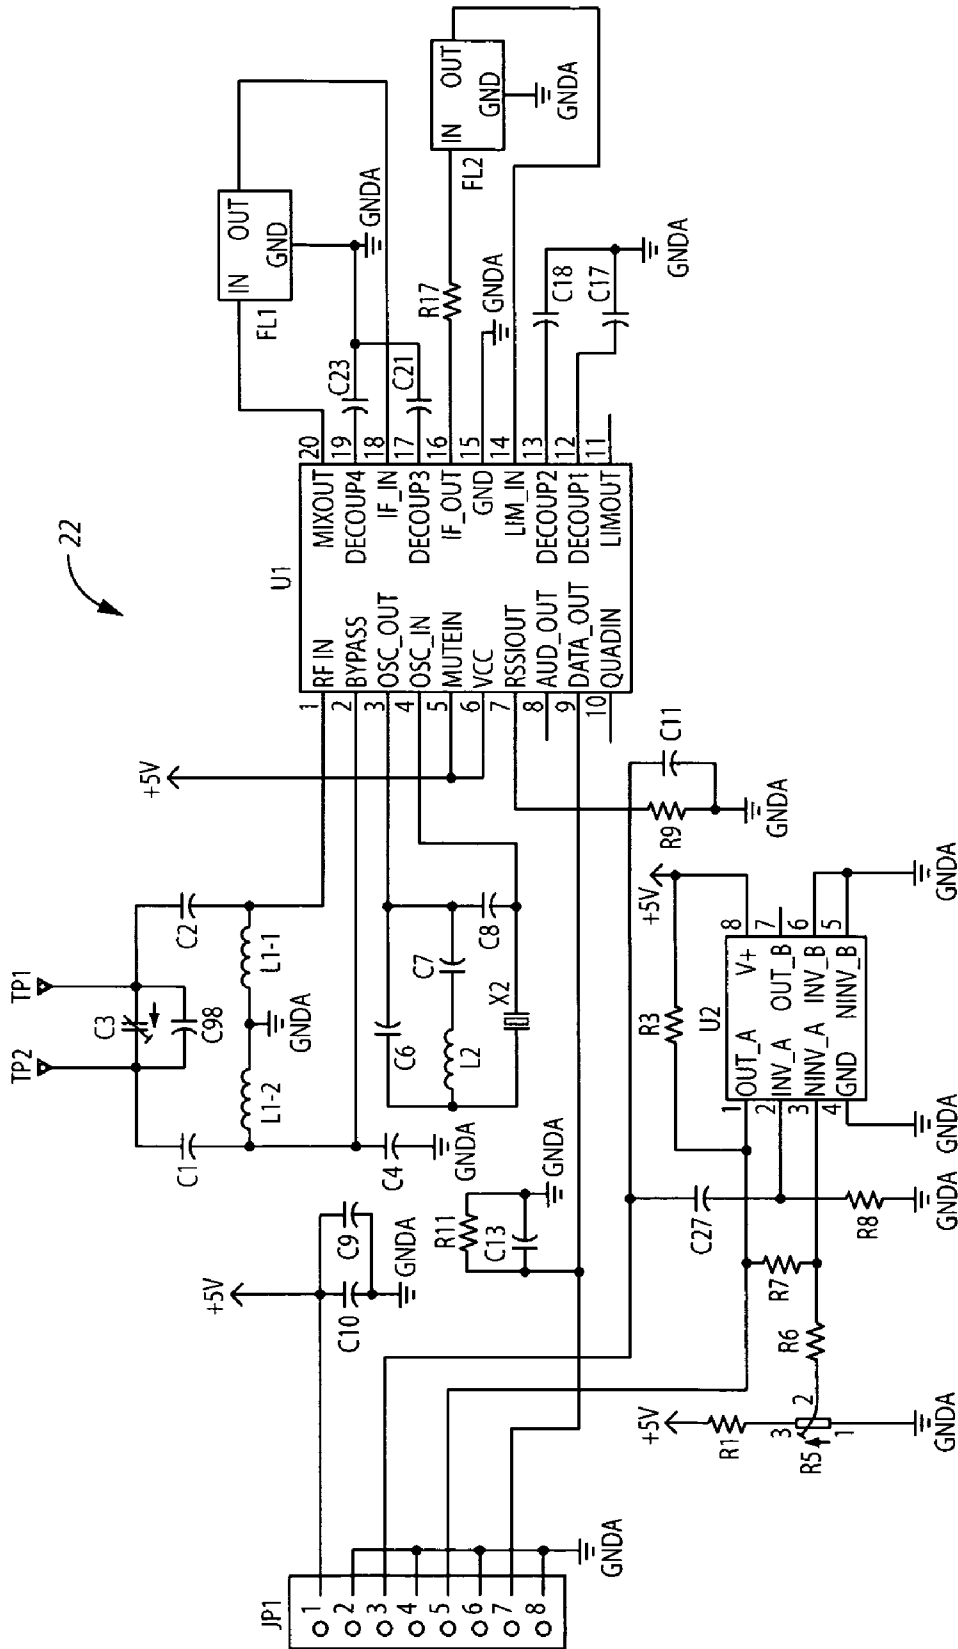 22
TP2
TP1
C3
C98
C1
C2
L1-2
L1-1
GNDA
+5V
C4
GNDA
C6
C7
L2
C8
X2
U1
1 RFIN
2 BYPASS
3 OSC_OUT
4 OSC_IN
5 MUTEIN
6 VCC
7 RSSIOUT
8 AUD_OUT
9 DATA_OUT
10 QUADIN
MIXOUT 20
DECOUP4 19
IF_IN 18
DECOUP3 17
IF_OUT 16
GND 15
LIM_IN 14
DECOUP2 13
DECOUP1 12
LIMOUT 11
IN OUT
GND
FL1
C23
C21
GNDA
R17
GNDA
IN OUT
GND
FL2
GNDA
C18
C17
GNDA
+5V
C9
C10
GNDA
R11
C13
GNDA
JP1
1
2
3
4
5
6
7
8
GNDA
R9
C11
GNDA
+5V
R3
U2
1 OUT_A
2 INV_A
3 NINV_A
4 GND
V+ 8
OUT_B 7
INV_B 6
NINV_B 5
GNDA
GNDA
C27
R8
GNDA
R7
R6
+5V
R1
3
2
1
R5
GNDA